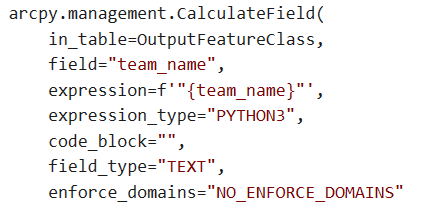 arcpy.management.CalculateField(
    in_table=OutputFeatureClass,
    field="team_name",
    expression=f'"{team_name}"',
    expression_type="PYTHON3",
    code_block="",
    field_type="TEXT",
    enforce_domains="NO_ENFORCE_DOMAINS"